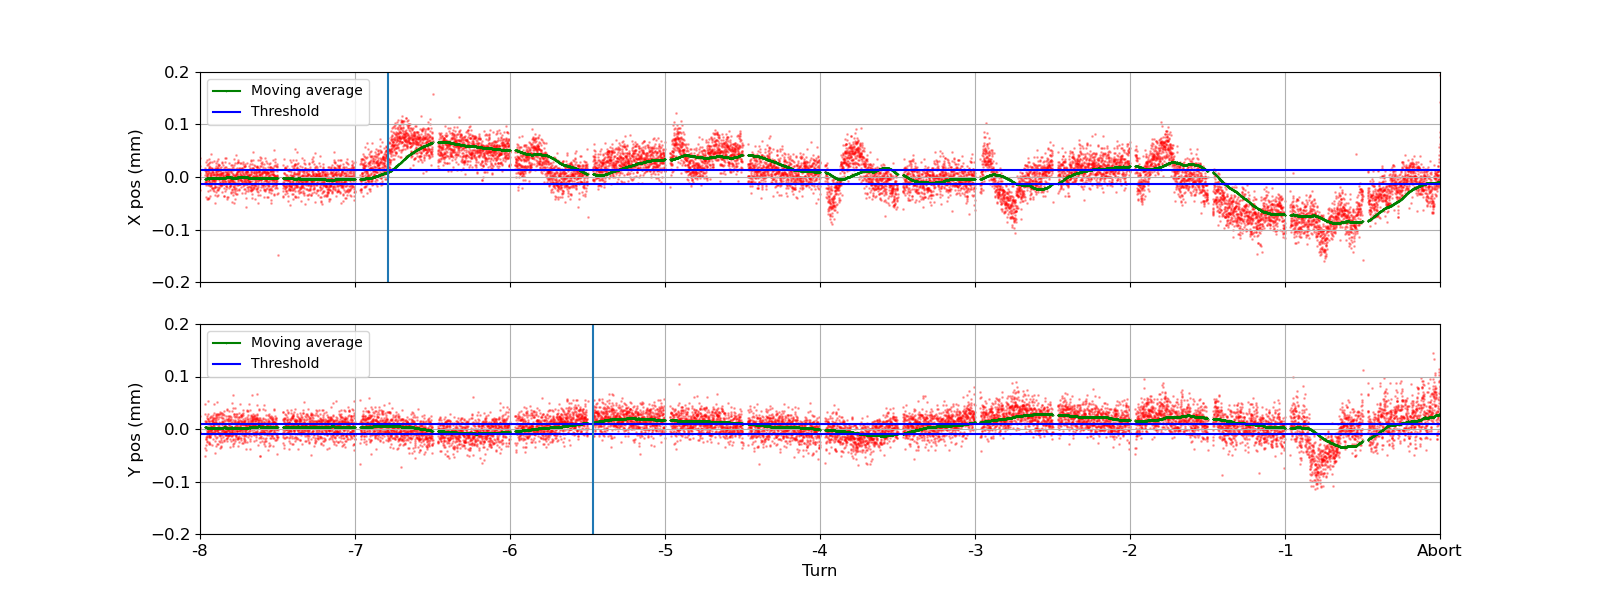 0.2
0.1
0.0
−0.1
−0.2
X pos (mm)
Moving average
Threshold
0.2
0.1
0.0
−0.1
−0.2
Y pos (mm)
Moving average
Threshold
-8 -7 -6 -5 -4 -3 -2 -1 Abort
Turn